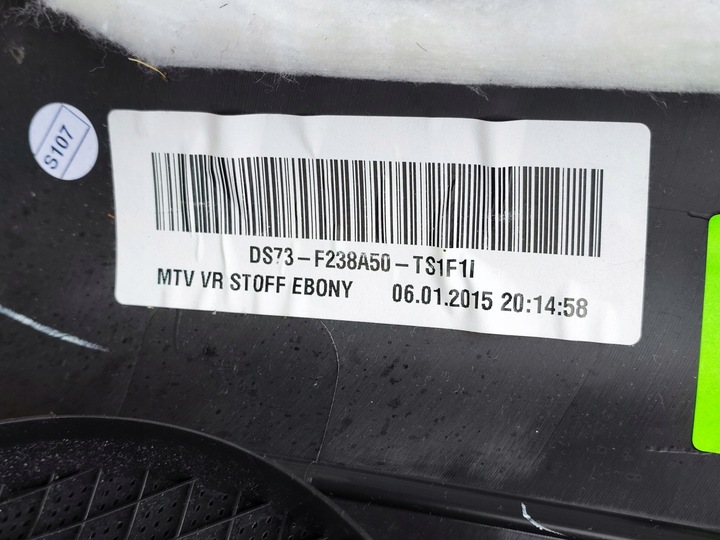 S107
DS73-F238A50-TS1F1I
MTV VR STOFF EBONY 06.01.2015 20:14:58